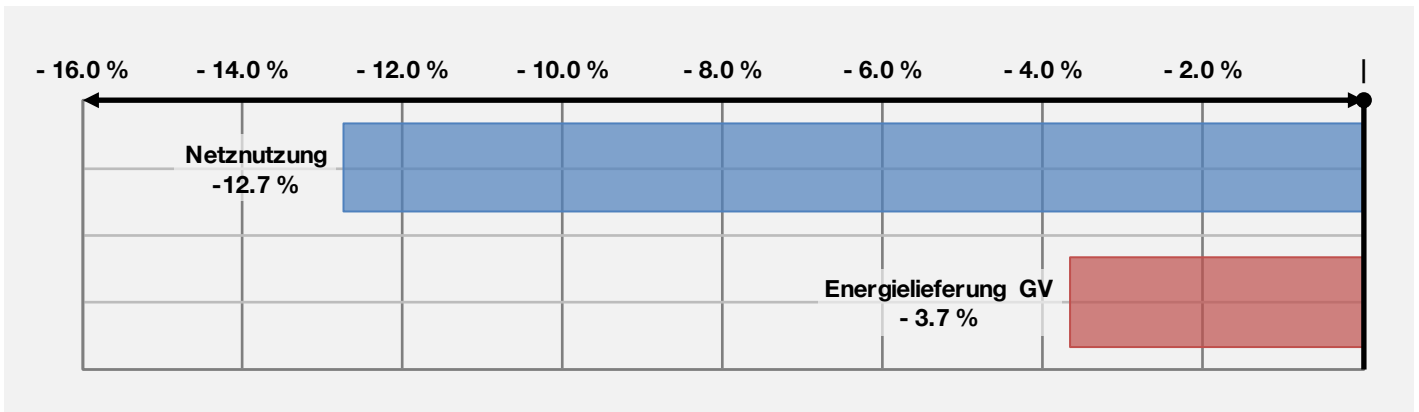 - 16.0 % - 14.0 % - 12.0 % - 10.0 % - 8.0 % - 6.0 % - 4.0 % - 2.0 % |
Netznutzung
-12.7 %
Energielieferung GV
- 3.7 %